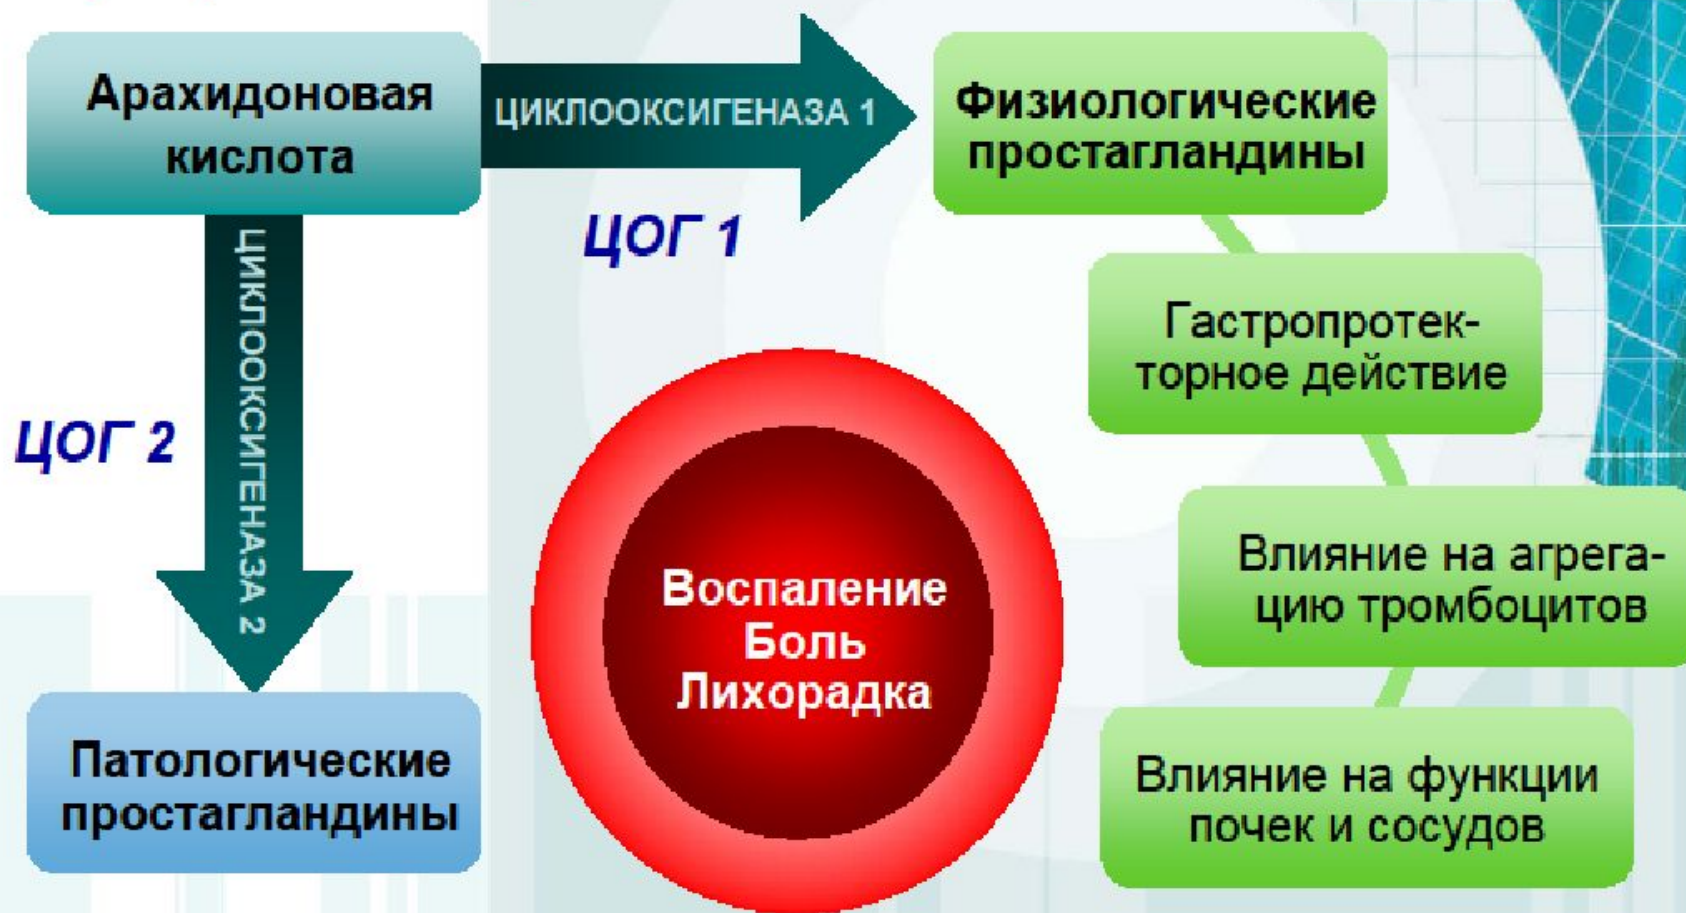 Арахидоновая
кислота
ЦИКЛООКСИГЕНАЗА 1
Физиологические
простагландины
ЦОГ 1
ЦИКЛООКСИГЕНАЗА 2
ЦОГ 2
Гастропротек-
торное действие
Влияние на агрега-
цию тромбоцитов
Воспаление
Боль
Лихорадка
Патологические
простагландины
Влияние на функции
почек и сосудов